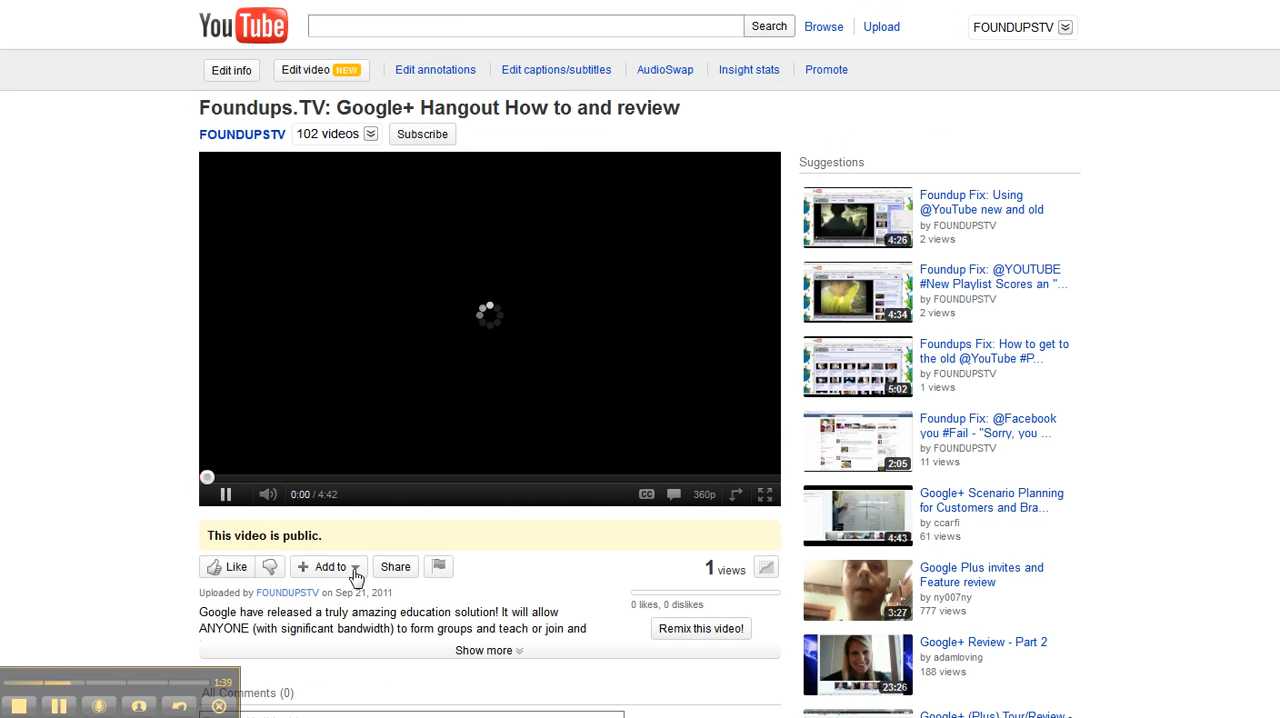 YouTube
Search
Browse
Upload
FOUNDUPSTV
Edit info
Edit video NEW
Edit annotations
Edit captions/subtitles
AudioSwap
Insight stats
Promote
Foundups.TV: Google+ Hangout How to and review
FOUNDUPSTV
102 videos
Subscribe
0:00 / 4:42
CC
360p
This video is public.
Like
Add to
Share
1 views
Uploaded by FOUNDUPSTV on Sep 21, 2011
0 likes, 0 dislikes
Google have released a truly amazing education solution! It will allow
ANYONE (with significant bandwidth) to form groups and teach or join and
Remix this video!
Show more
All Comments (0)
1:39
Suggestions
4:26
Foundup Fix: Using
@YouTube new and old
by FOUNDUPSTV
2 views
4:34
Foundup Fix: @YOUTUBE
#New Playlist Scores an "...
by FOUNDUPSTV
2 views
5:02
Foundups Fix: How to get to
the old @YouTube #P...
by FOUNDUPSTV
1 views
2:05
Foundup Fix: @Facebook
you #Fail - "Sorry, you ...
by FOUNDUPSTV
11 views
4:43
Google+ Scenario Planning
for Customers and Bra...
by ccarfi
61 views
3:27
Google Plus invites and
Feature review
by ny007ny
777 views
23:26
Google+ Review - Part 2
by adamloving
188 views
Google+ (Plus) Tour/Review -